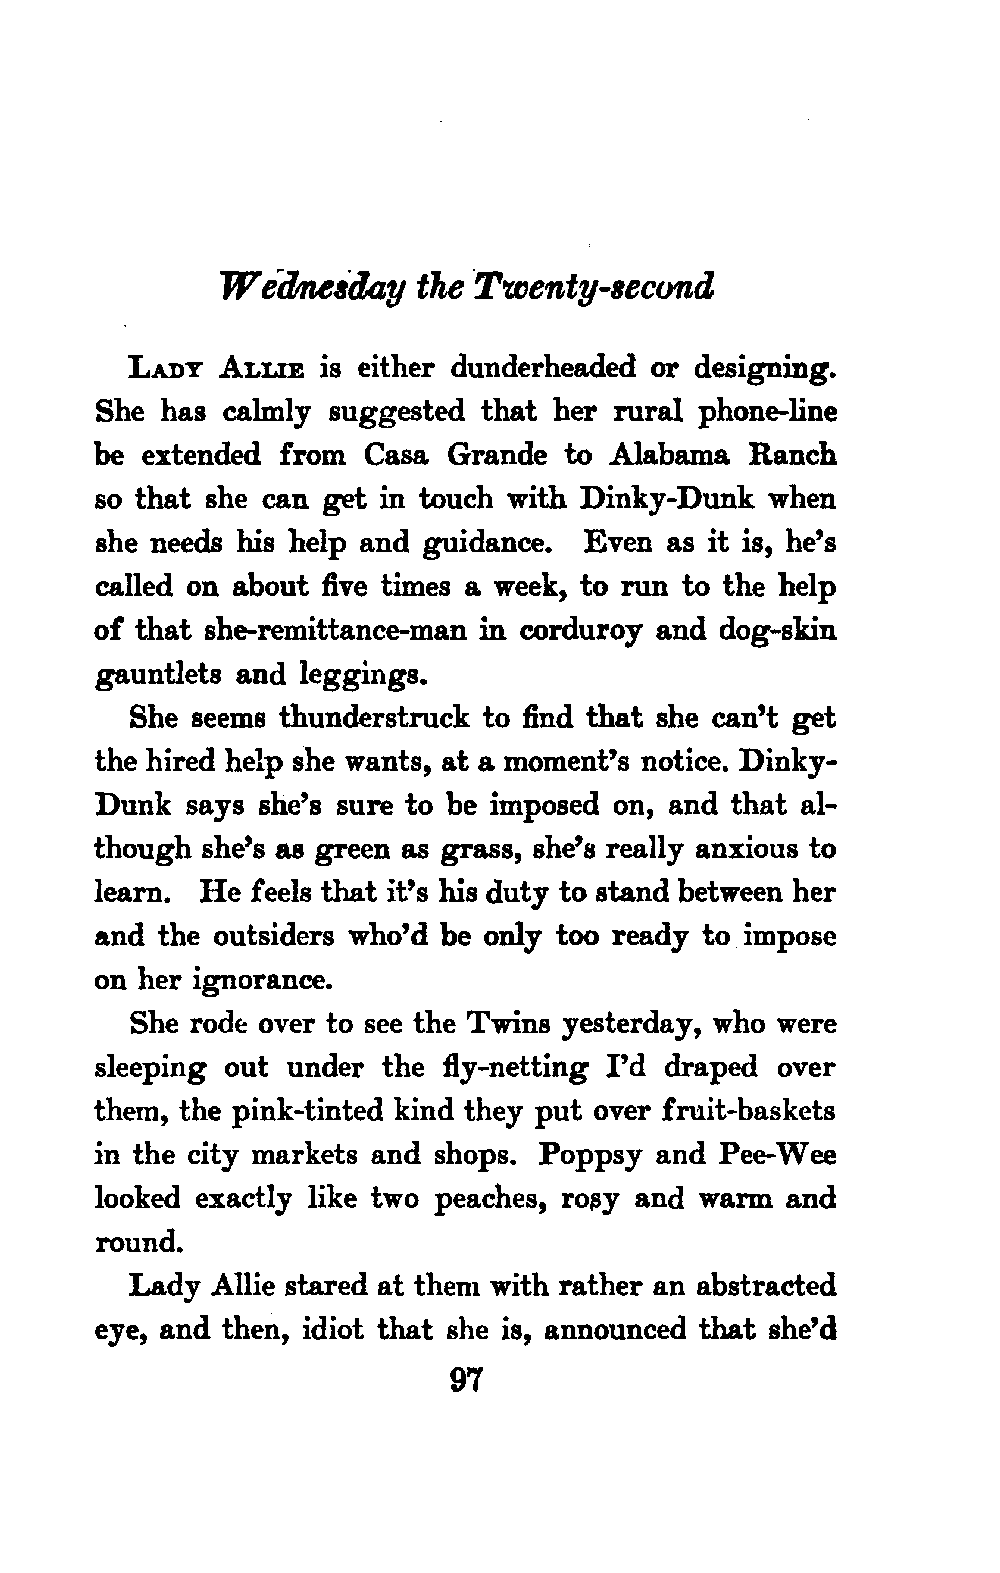 Wednesday the Twenty-second
LADY ALLIE is either dunderheaded or designing.
She has calmly suggested that her rural phone-line
be extended from Casa Grande to Alabama Ranch
so that she can get in touch with Dinky-Dunk when
she needs his help and guidance. Even as it is, he's
called on about five times a week, to run to the help
of that she-remittance-man in corduroy and dog-skin
gauntlets and leggings.
She seems thunderstruck to find that she can't get
the hired help she wants, at a moment's notice. Dinky-
Dunk says she's sure to be imposed on, and that al-
though she's as green as grass, she's really anxious to
learn. He feels that it's his duty to stand between her
and the outsiders who'd be only too ready to impose
on her ignorance.
She rode over to see the Twins yesterday, who were
sleeping out under the fly-netting I'd draped over
them, the pink-tinted kind they put over fruit-baskets
in the city markets and shops. Poppsy and Pee-Wee
looked exactly like two peaches, rosy and warm and
round.
Lady Allie stared at them with rather an abstracted
eye, and then, idiot that she is, announced that she'd
97